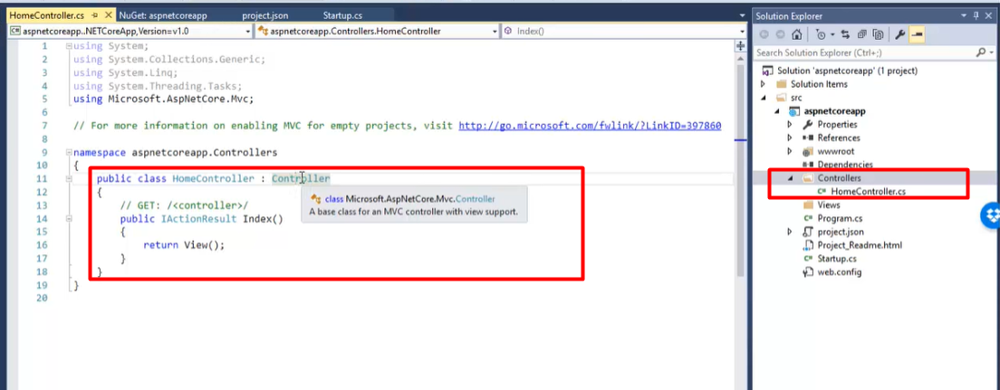 HomeController.cs
NuGet: aspnetcoreapp
project.json
Startup.cs
aspnetcoreapp..NETCoreApp,Version=v1.0
aspnetcoreapp.Controllers.HomeController
Index()
1 using System;
2 using System.Collections.Generic;
3 using System.Linq;
4 using System.Threading.Tasks;
5 using Microsoft.AspNetCore.Mvc;
6
7 // For more information on enabling MVC for empty projects, visit http://go.microsoft.com/fwlink/?LinkID=397860
8
9 namespace aspnetcoreapp.Controllers
10 {
11 public class HomeController : Controller
12 {
13 // GET: /<controller>/
14 public IActionResult Index()
15 {
16 return View();
17 }
18 }
19 }
20
class Microsoft.AspNetCore.Mvc.Controller
A base class for an MVC controller with view support.
Solution Explorer
Search Solution Explorer (Ctrl+;)
Solution 'aspnetcoreapp' (1 project)
Solution Items
src
aspnetcoreapp
Properties
References
wwwroot
Dependencies
Controllers
C# HomeController.cs
Views
C# Program.cs
project.json
Project_Readme.html
C# Startup.cs
web.config